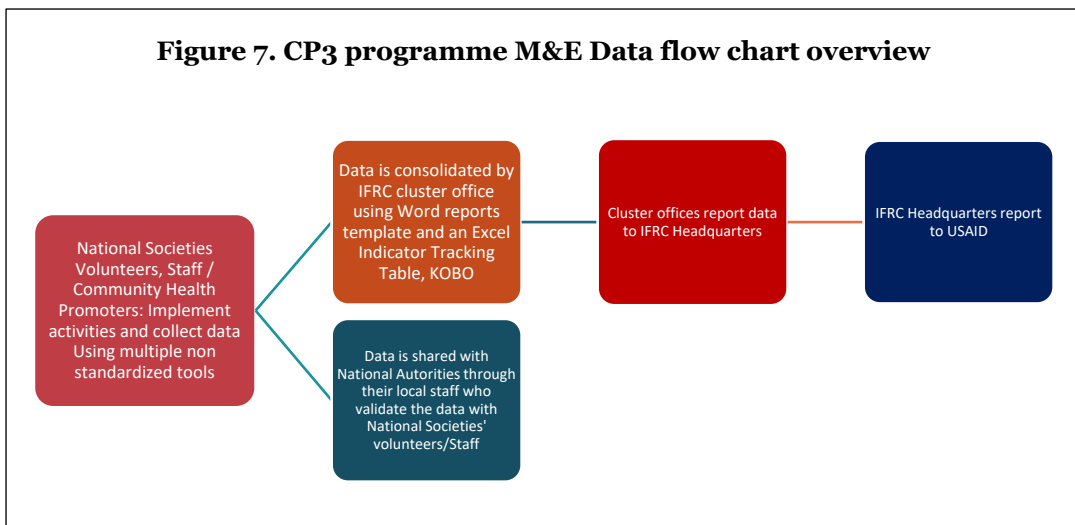 Figure 7. CP3 programme M&E Data flow chart overview
National Societies
Volunteers, Staff /
Community Health
Promoters: Implement
activities and collect data
Using multiple non
standardized tools
Data is consolidated by
IFRC cluster office
using Word reports
template and an Excel
Indicator Tracking
Table, KOBO
Data is shared with
National Autorities through
their local staff who
validate the data with
National Societies'
volunteers/Staff
Cluster offices report data
to IFRC Headquarters
IFRC Headquarters report
to USAID